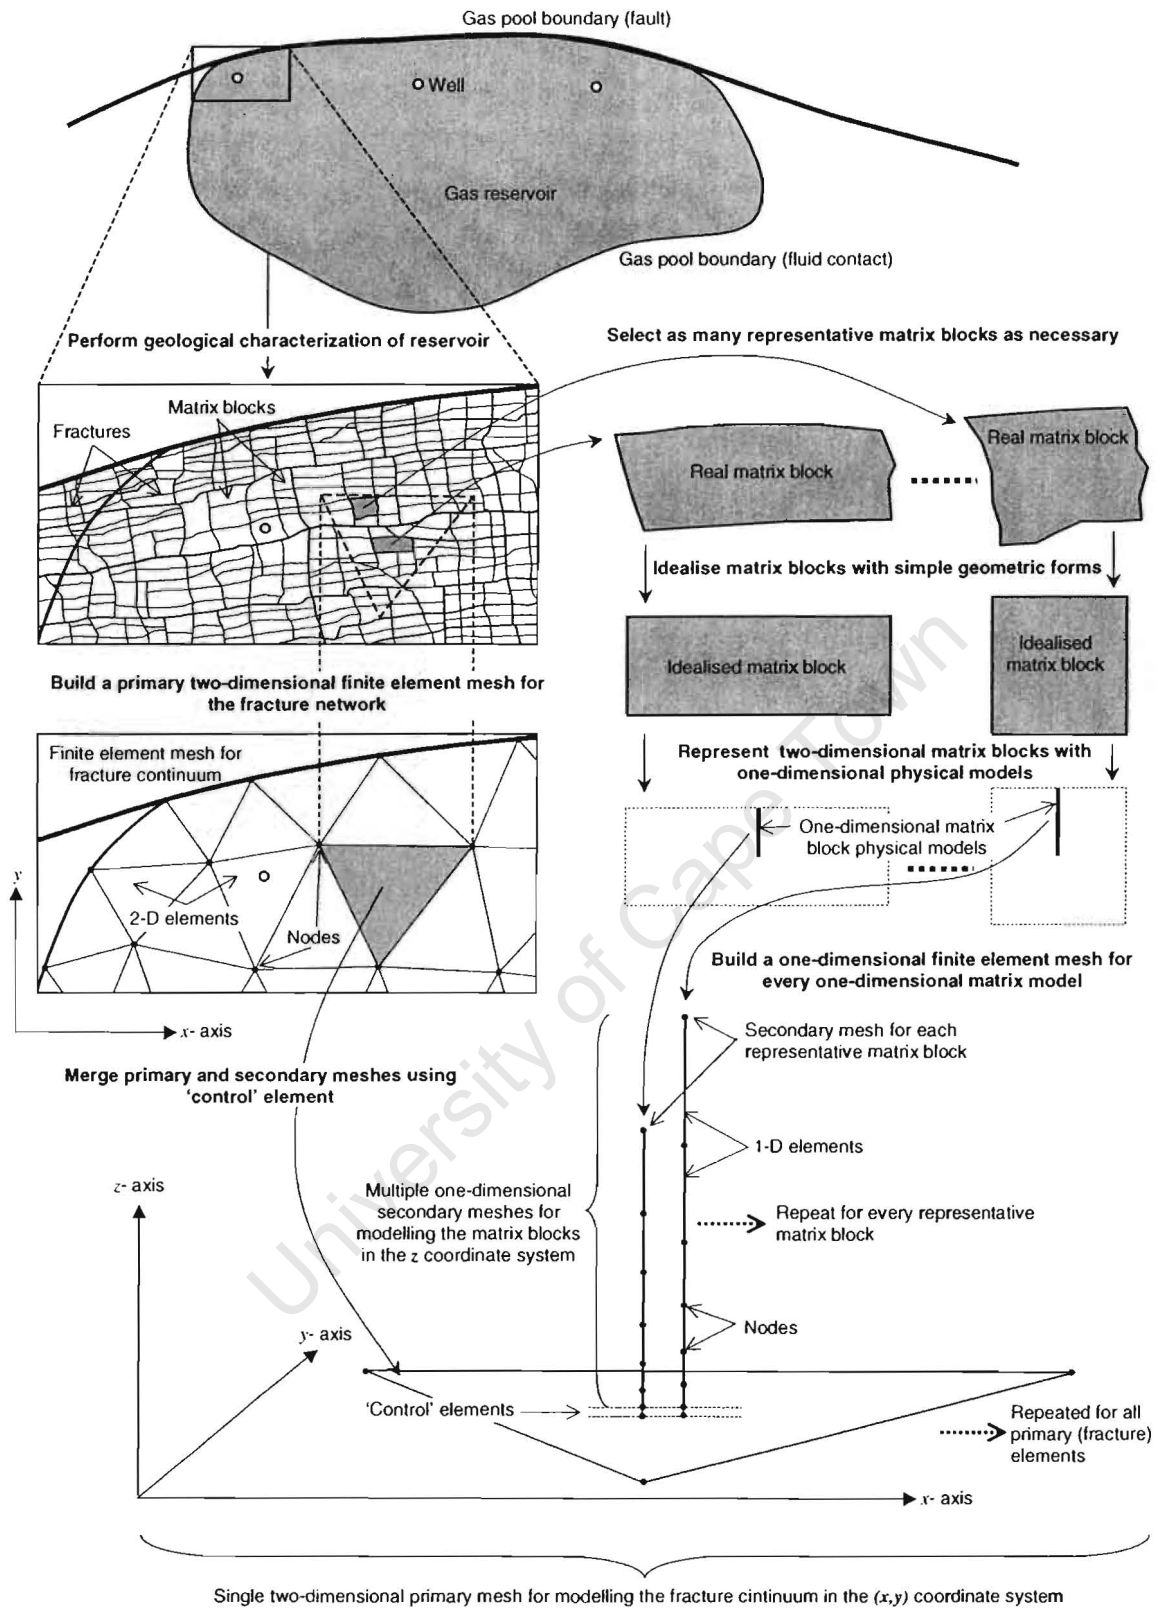 Gas pool boundary (fault)
Well
Gas reservoir
Gas pool boundary (fluid contact)
Perform geological characterization of reservoir
Select as many representative matrix blocks as necessary
Matrix blocks
Fractures
Real matrix block
Real matrix block
Idealise matrix blocks with simple geometric forms
Idealised matrix block
Idealised
matrix block
Build a primary two-dimensional finite element mesh for
the fracture network
Represent two-dimensional matrix blocks with
one-dimensional physical models
Finite element mesh for
fracture continuum
One-dimensional matrix
block physical models
y
2-D elements
Nodes
x- axis
Build a one-dimensional finite element mesh for
every one-dimensional matrix model
Secondary mesh for each
representative matrix block
Merge primary and secondary meshes using
'control' element
1-D elements
z- axis
Multiple one-dimensional
secondary meshes for
modelling the matrix blocks
in the z coordinate system
Repeat for every representative
matrix block
y- axis
Nodes
'Control' elements
Repeated for all
primary (fracture)
elements
x- axis
Single two-dimensional primary mesh for modelling the fracture cintinuum in the (x,y) coordinate system
University of Cape Town